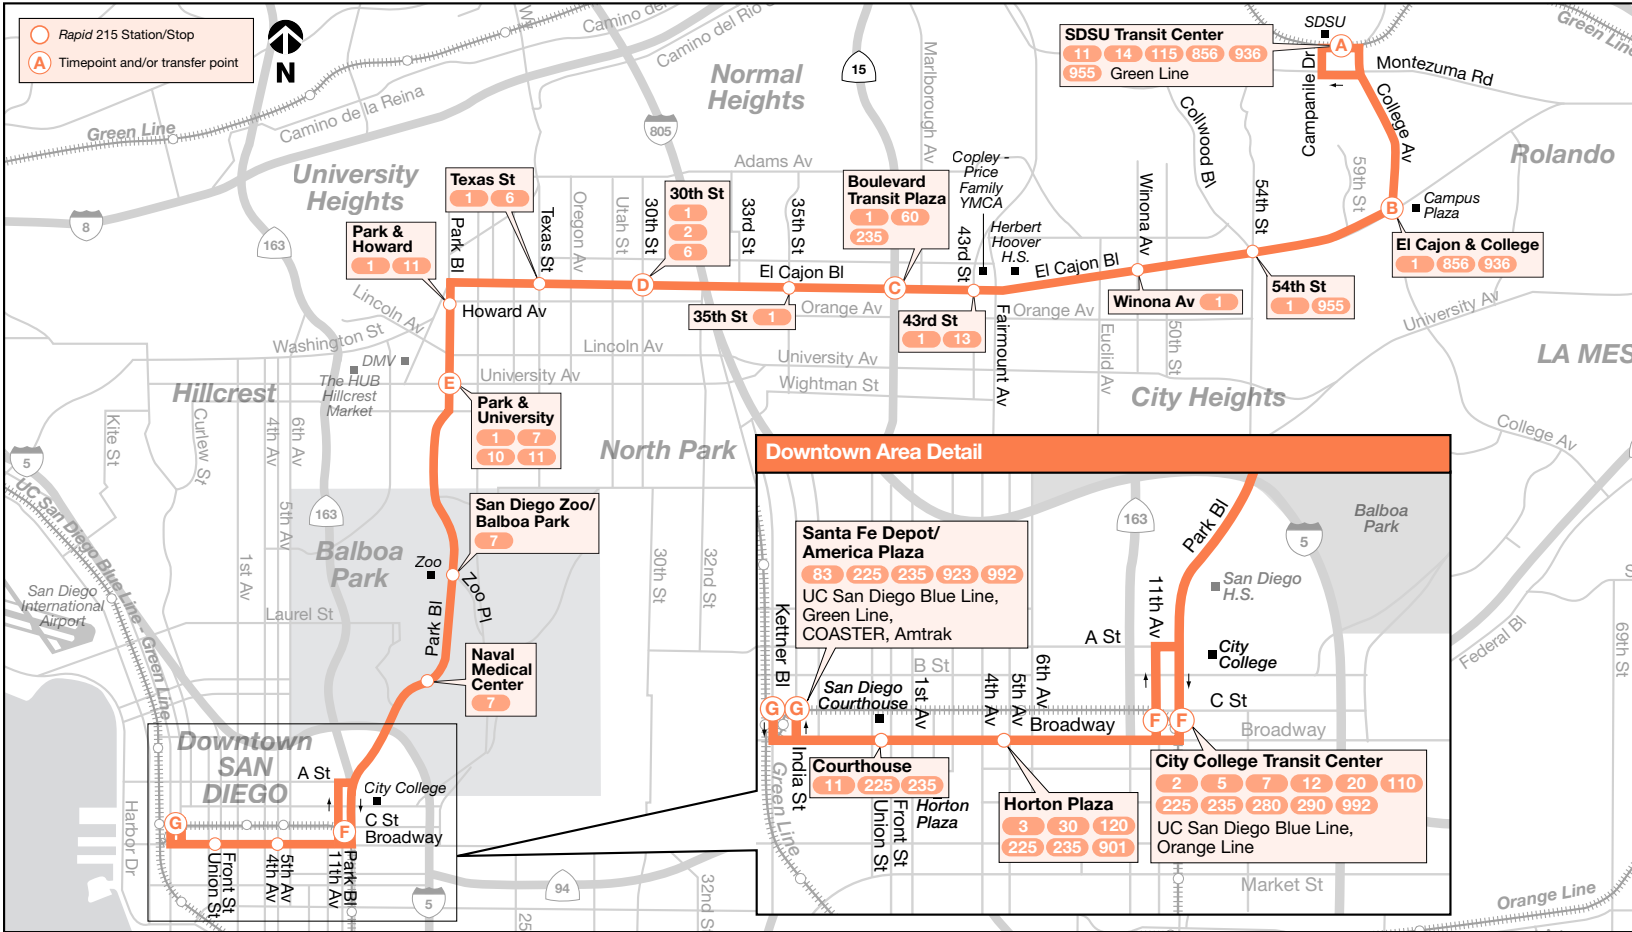 Rapid 215 Station/Stop
A Timepoint and/or transfer point
N
Camino del Rio
Camino del Rio
Camino de la Reina
Green Line
Green Line
8
163
805
15
Normal
Heights
University
Heights
Adams Av
Marlborough Av
SDSU
SDSU Transit Center
11 14 115 856 936
955 Green Line
A
Campanile Dr
Montezuma Rd
College Av
Collwood Bl
Rolando
59th St
B
Campus
Plaza
El Cajon & College
1 856 936
54th St
54th St
1 955
Winona Av
Winona Av 1
50th St
Euclid Av
University Av
LA MES
College Av
Copley -
Price
Family
YMCA
Herbert
Hoover
H.S.
43rd St
43rd St
1 13
El Cajon Bl
Fairmount Av
Orange Av
Boulevard
Transit Plaza
1 60
235
C
El Cajon Bl
Orange Av
35th St
35th St 1
33rd St
30th St
1
2
6
D
30th St
Utah St
Oregon Av
Texas St
Texas St
1 6
Park Bl
Park &
Howard
1 11
Howard Av
Lincoln Av
Washington St
Lincoln Av
University Av
University Av
Wightman St
City Heights
DMV
The HUB
Hillcrest
Market
Hillcrest
E
Park &
University
1 7
10 11
North Park
Kite St
Curlew St
4th Av
6th Av
5th Av
1st Av
5
163
UC San Diego Blue Line - Green Line
San Diego
International
Airport
Laurel St
Balboa
Park
San Diego Zoo/
Balboa Park
7
Zoo
Zoo Pl
Park Bl
Naval
Medical
Center
7
30th St
32nd St
32nd St
25
94
5
Downtown
SAN
DIEGO
A St
City College
C St
Broadway
F
G
Harbor Dr
Front St
Union St
5th Av
4th Av
Park Bl
11th Av
Downtown Area Detail
Santa Fe Depot/
America Plaza
83 225 235 923 992
UC San Diego Blue Line,
Green Line,
COASTER, Amtrak
Kettner Bl
India St
Green Line
G G
San Diego
Courthouse
Courthouse
11 225 235
Union St
Front St
Horton
Plaza
1st Av
4th Av
5th Av
6th Av
A St
B St
C St
Broadway
Broadway
Horton Plaza
3 30 120
225 235 901
11th Av
163
Park Bl
5
Balboa
Park
San Diego
H.S.
City
College
F F
City College Transit Center
2 5 7 12 20 110
225 235 280 290 992
UC San Diego Blue Line,
Orange Line
Market St
Federal Bl
69th St
Orange Line